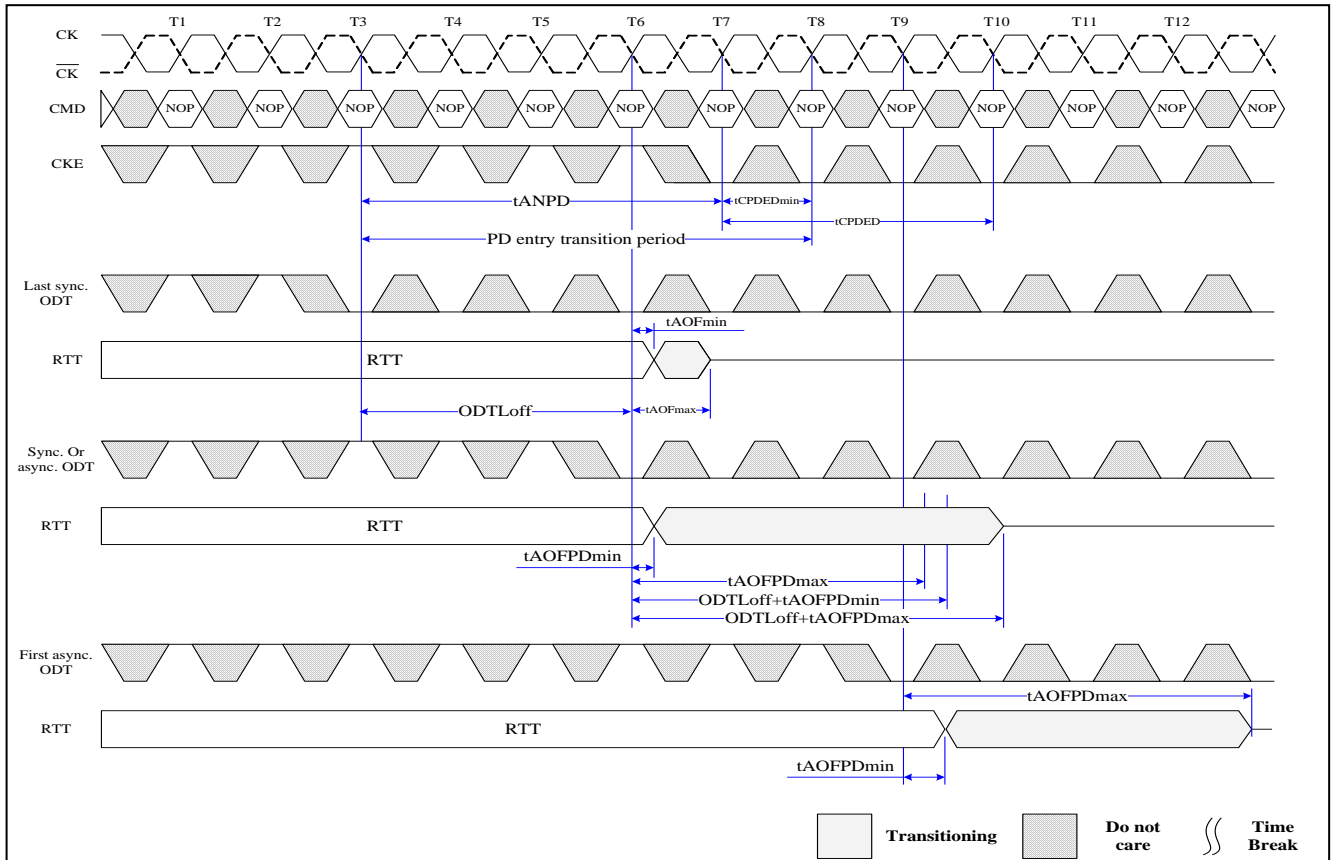 T1 T2 T3 T4 T5 T6 T7 T8 T9 T10 T11 T12
CK
CK
CMD NOP NOP NOP NOP NOP NOP NOP NOP NOP NOP NOP NOP NOP
CKE
tANPD tCPDEDmin
tCPDED
PD entry transition period
Last sync.
ODT
tAOFmin
RTT RTT
ODTLoff tAOFmax
Sync. Or
async. ODT
RTT RTT
tAOFPDmin
tAOFPDmax
ODTLoff+tAOFPDmin
ODTLoff+tAOFPDmax
First async.
ODT
tAOFPDmax
RTT RTT
tAOFPDmin
Transitioning
Do not
care
Time
Break